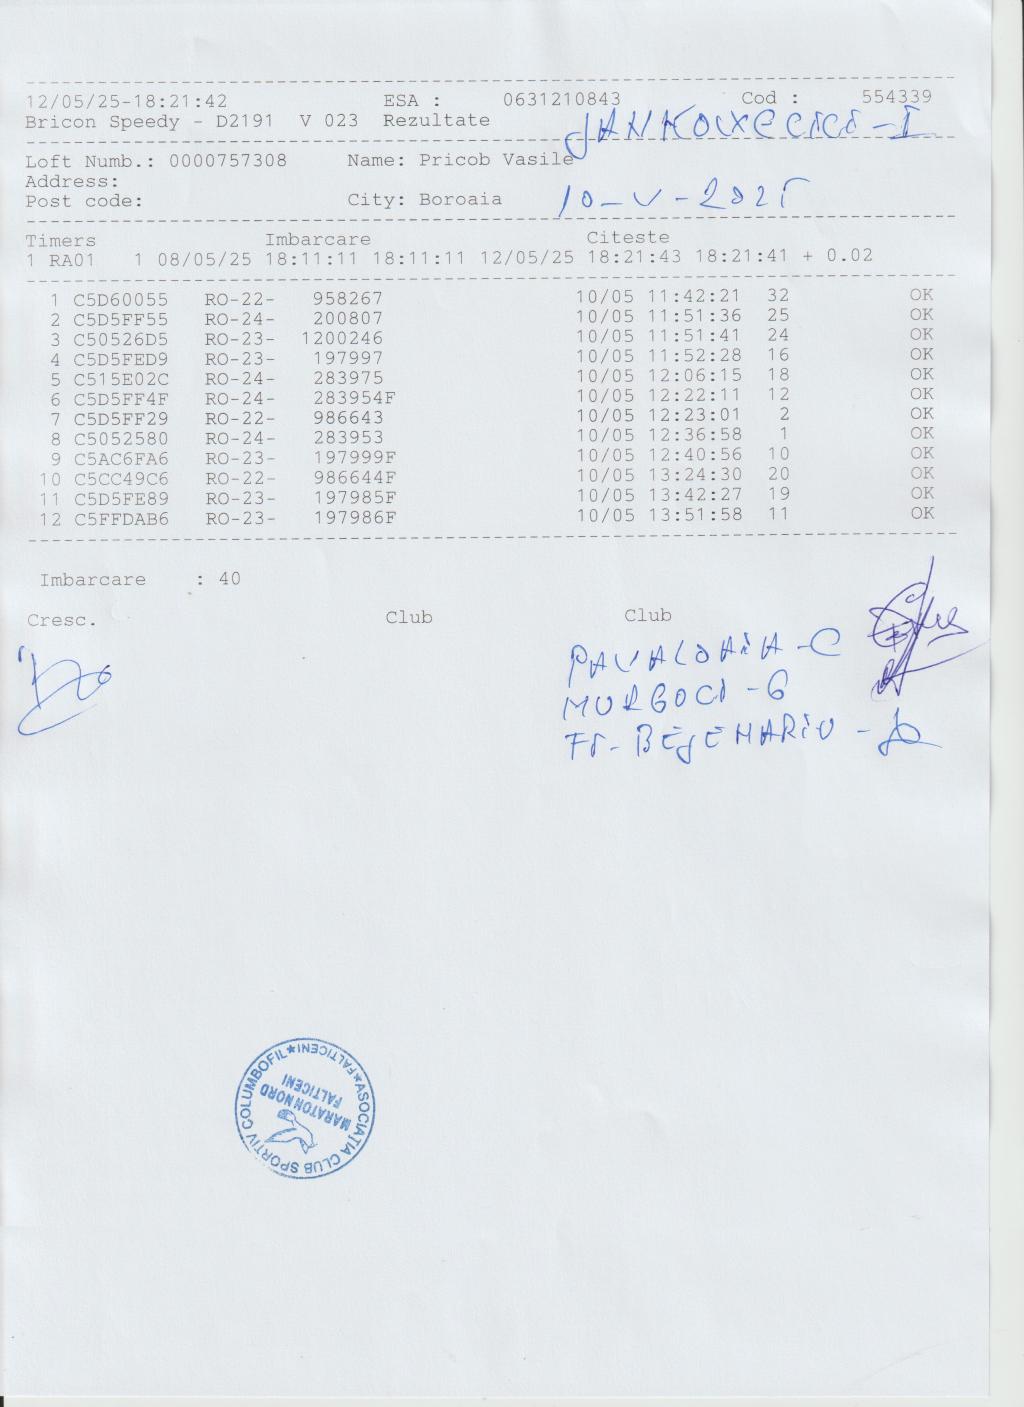 12/05/25-18:21:42 ESA : 0631210843 Cod : 554339
Bricon Speedy - D2191 V 023 Rezultate
Loft Numb.: 0000757308 Name: Pricob Vasile
Address:
Post code: City: Boroaia
10-V-2025
Timers Imbarcare Citeste
1 RA01 1 08/05/25 18:11:11 18:11:11 12/05/25 18:21:43 18:21:41 + 0.02
1 C5D60055 RO-22- 958267 10/05 11:42:21 32 OK
2 C5D5FF55 RO-24- 200807 10/05 11:51:36 25 OK
3 C50526D5 RO-23- 1200246 10/05 11:51:41 24 OK
4 C5D5FED9 RO-23- 197997 10/05 11:52:28 16 OK
5 C515E02C RO-24- 283975 10/05 12:06:15 18 OK
6 C5D5FF4F RO-24- 283954F 10/05 12:22:11 12 OK
7 C5D5FF29 RO-22- 986643 10/05 12:23:01 2 OK
8 C5052580 RO-24- 283953 10/05 12:36:58 1 OK
9 C5AC6FA6 RO-23- 197999F 10/05 12:40:56 10 OK
10 C5CC49C6 RO-22- 986644F 10/05 13:24:30 20 OK
11 C5D5FE89 RO-23- 197985F 10/05 13:42:27 19 OK
12 C5FFDAB6 RO-23- 197986F 10/05 13:51:58 11 OK
Imbarcare : 40
Cresc. Club Club
PAVALOAIA-C
MURGOCI-G
ASOCIATIA CLUB SPORTIV COLUMBOFIL*FALTICENI*
MARATON NORD
FALTICENI